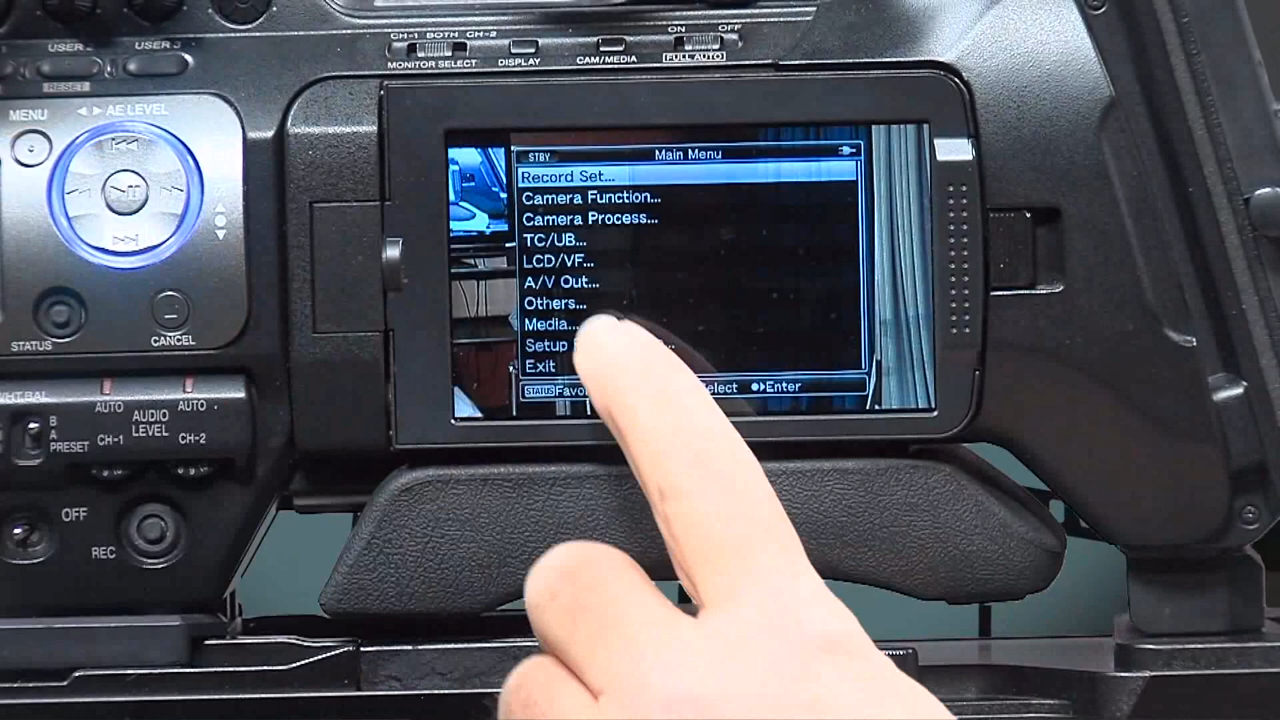 USER 3
RESET
CH-1 BOTH CH-2
MONITOR SELECT
DISPLAY
CAM/MEDIA
ON OFF
FULL AUTO
MENU
AE LEVEL
STATUS
CANCEL
STBY Main Menu
Record Set...
Camera Function...
Camera Process...
TC/UB...
LCD/VF...
A/V Out...
Others...
Media...
Setup
Exit
STATUS Enter
AUTO
AUDIO
LEVEL
AUTO
CH-1
CH-2
B
A
PRESET
OFF
REC